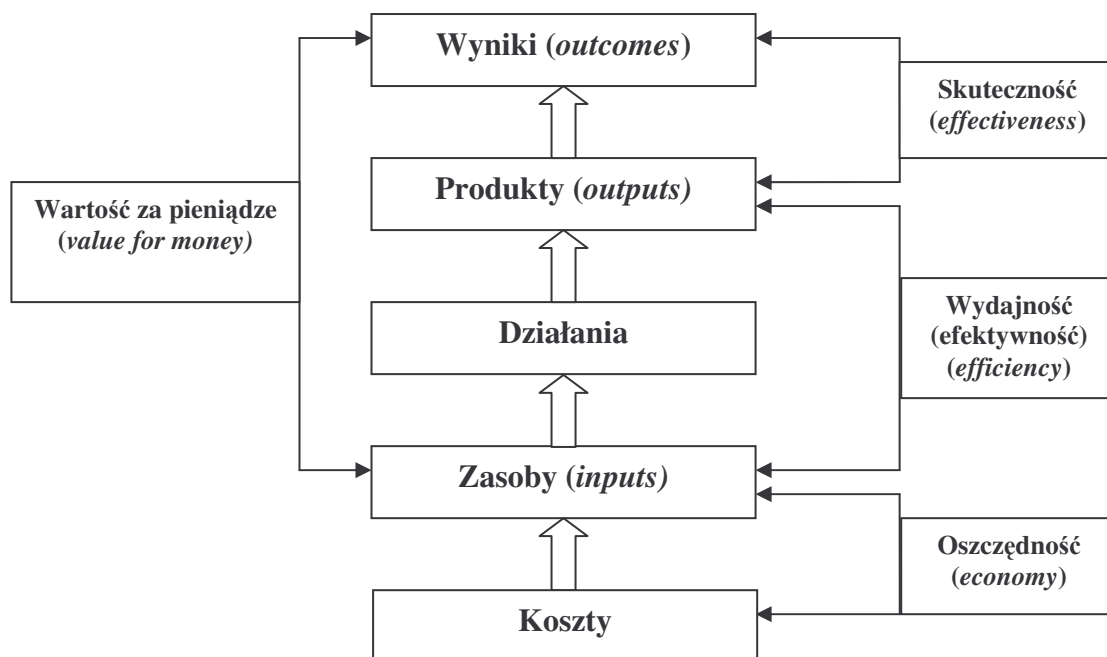 Wyniki (outcomes)
Skuteczność
(effectiveness)
Produkty (outputs)
Wartość za pieniądze
(value for money)
Działania
Wydajność
(efektywność)
(efficiency)
Zasoby (inputs)
Oszczędność
(economy)
Koszty